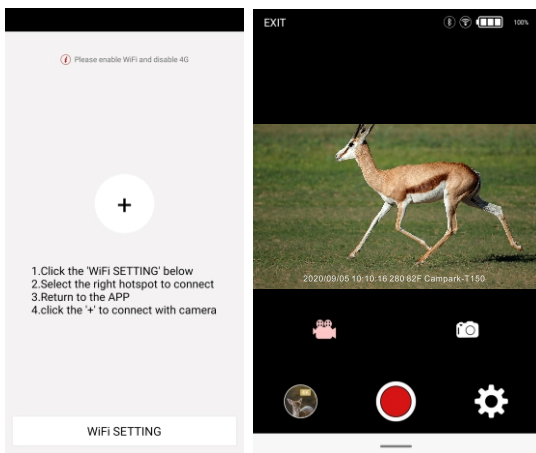 Please enable WiFi and disable 4G
+
1.Click the 'WiFi SETTING' below
2.Select the right hotspot to connect
3.Return to the APP
4.click the '+' to connect with camera
WiFi SETTING
EXIT
100%
2020/09/05 10:10:16 280 82F Campark-T150